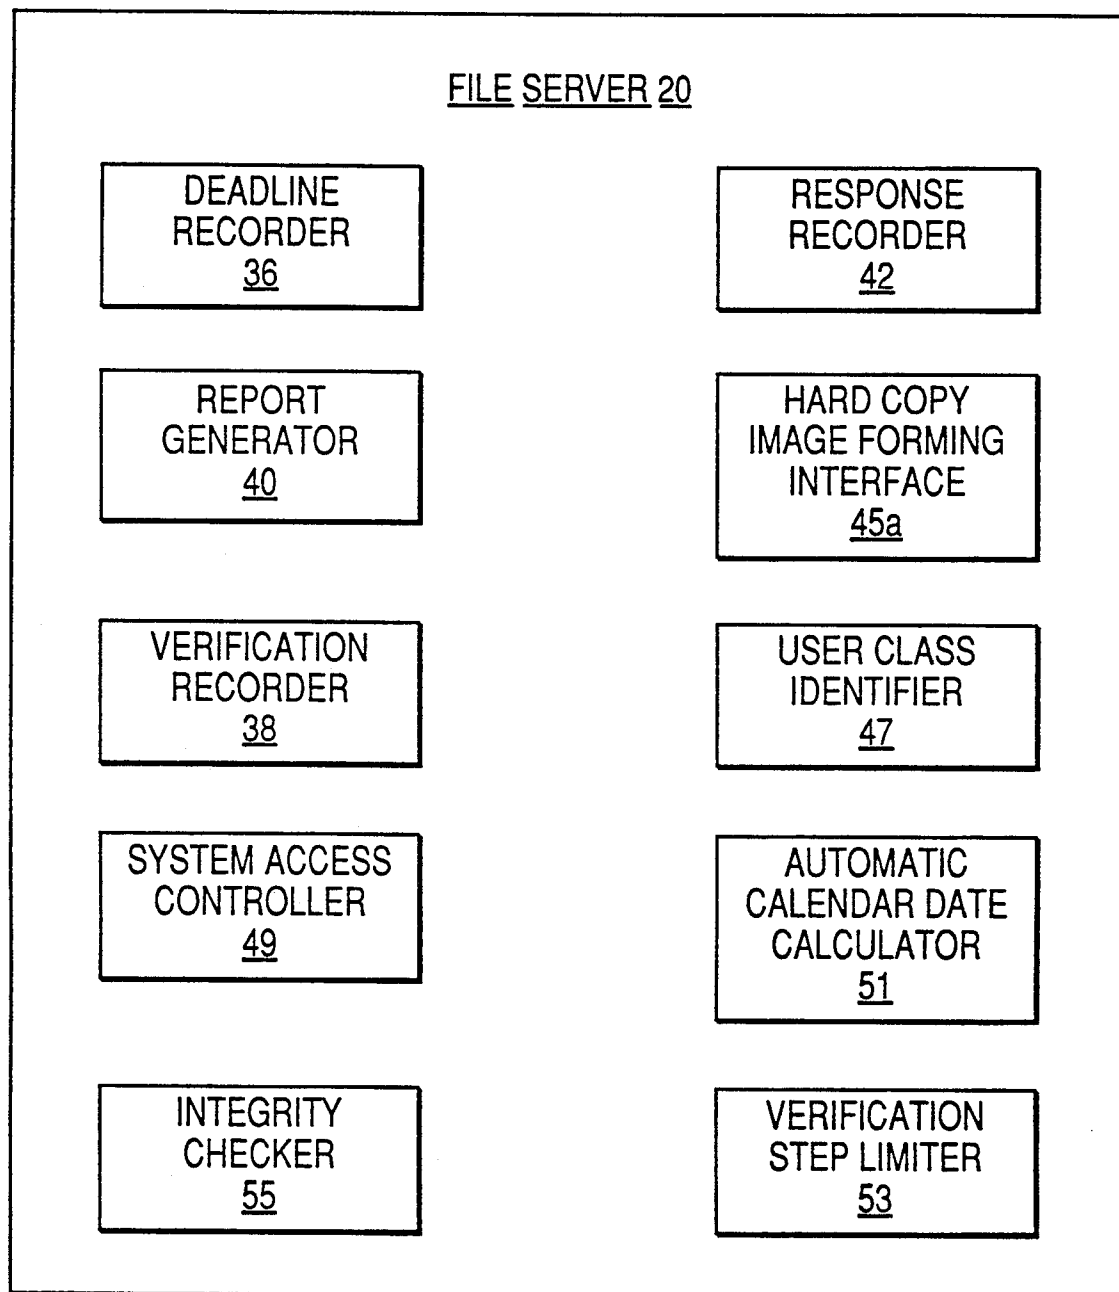 FILE SERVER 20
DEADLINE
RECORDER
36
RESPONSE
RECORDER
42
REPORT
GENERATOR
40
HARD COPY
IMAGE FORMING
INTERFACE
45a
VERIFICATION
RECORDER
38
USER CLASS
IDENTIFIER
47
SYSTEM ACCESS
CONTROLLER
49
AUTOMATIC
CALENDAR DATE
CALCULATOR
51
INTEGRITY
CHECKER
55
VERIFICATION
STEP LIMITER
53